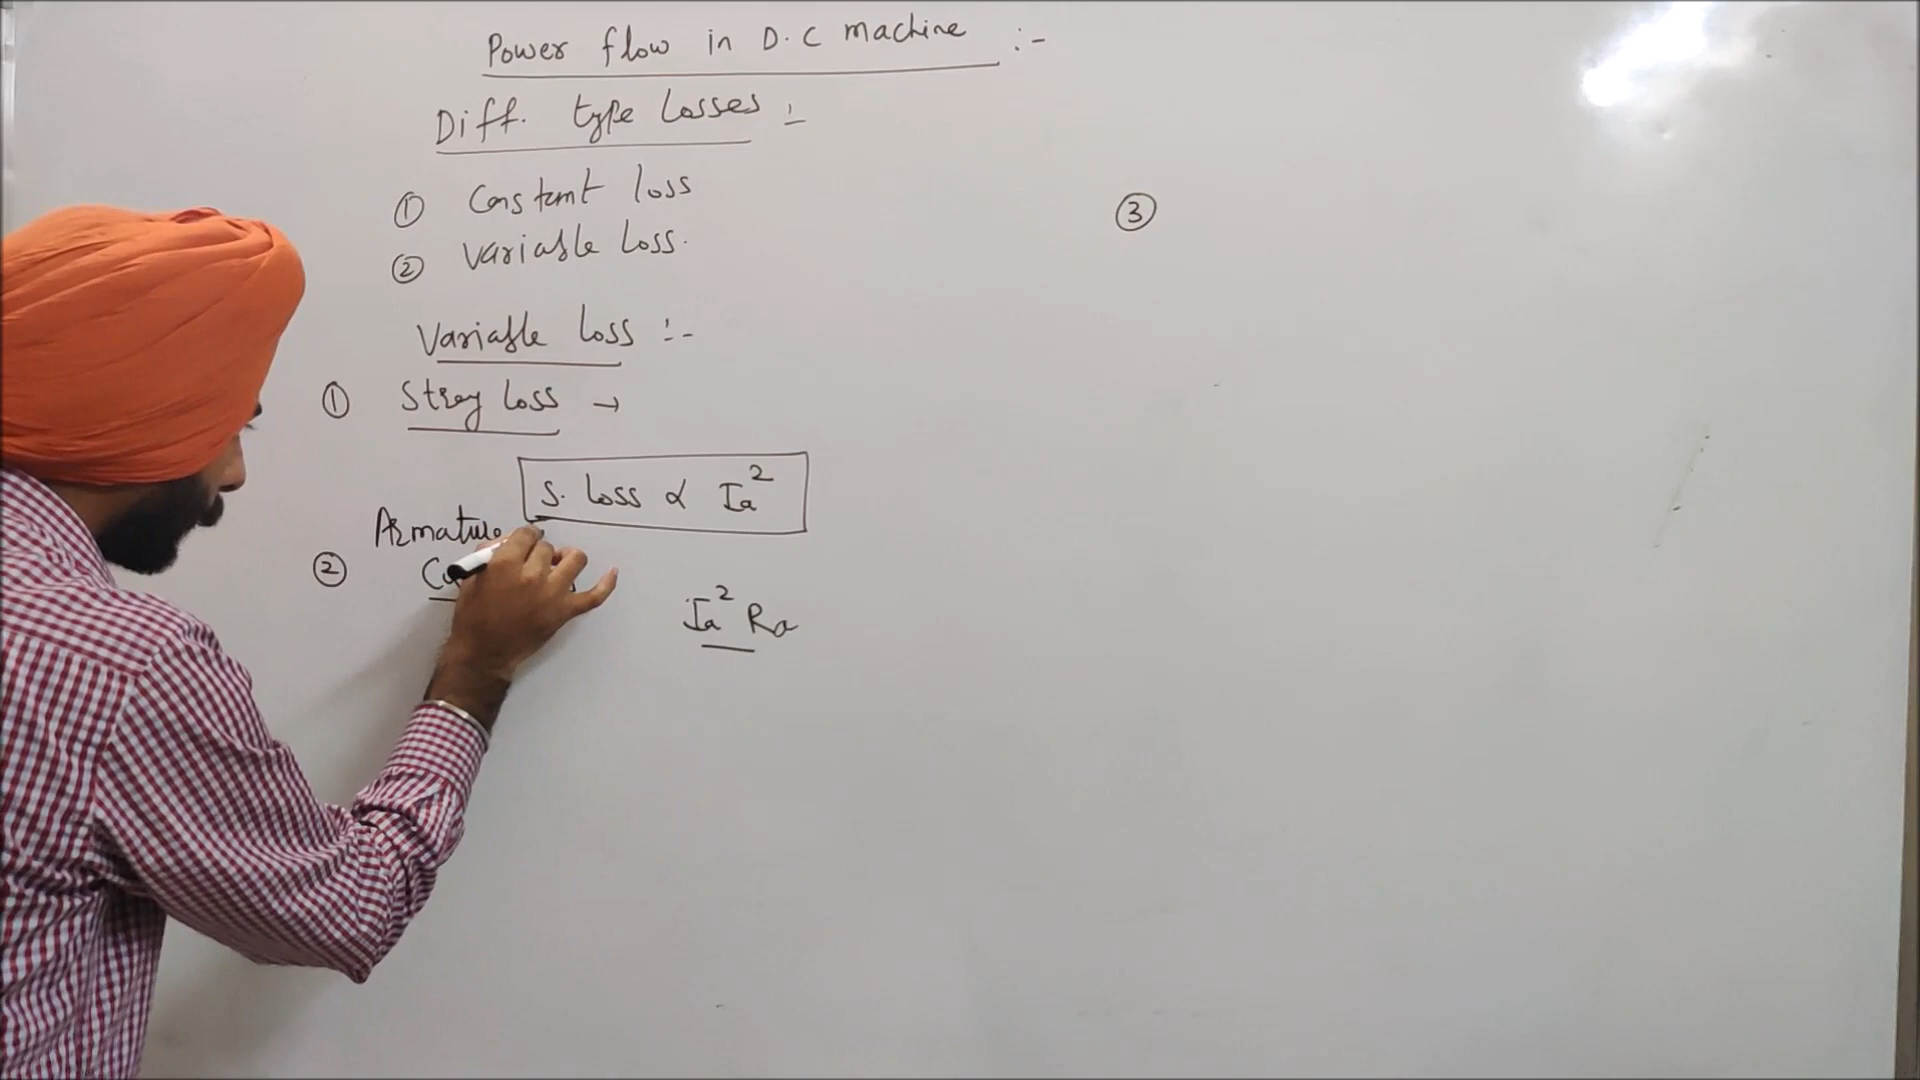 Power flow in D.C machine :-
Diff. type Losses :
① Constant loss
② Variable Loss.
Variable Loss :-
① Stray Loss →
S. Loss ∝ Ia²
Armature
②
Ia² Ra
③